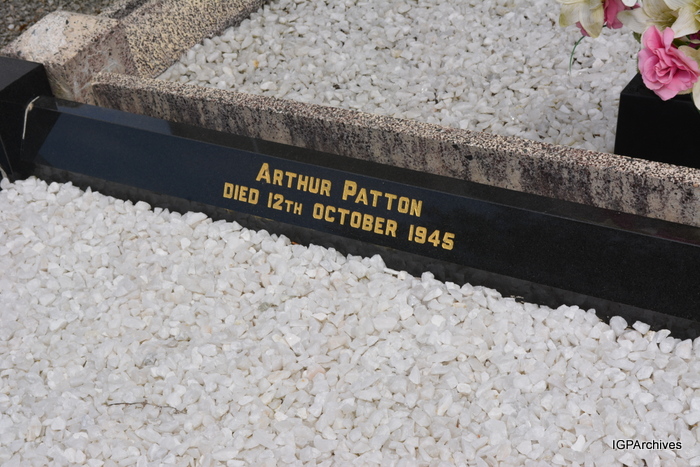 ARTHUR PATTON
DIED 12TH OCTOBER 1945
IGPArchives